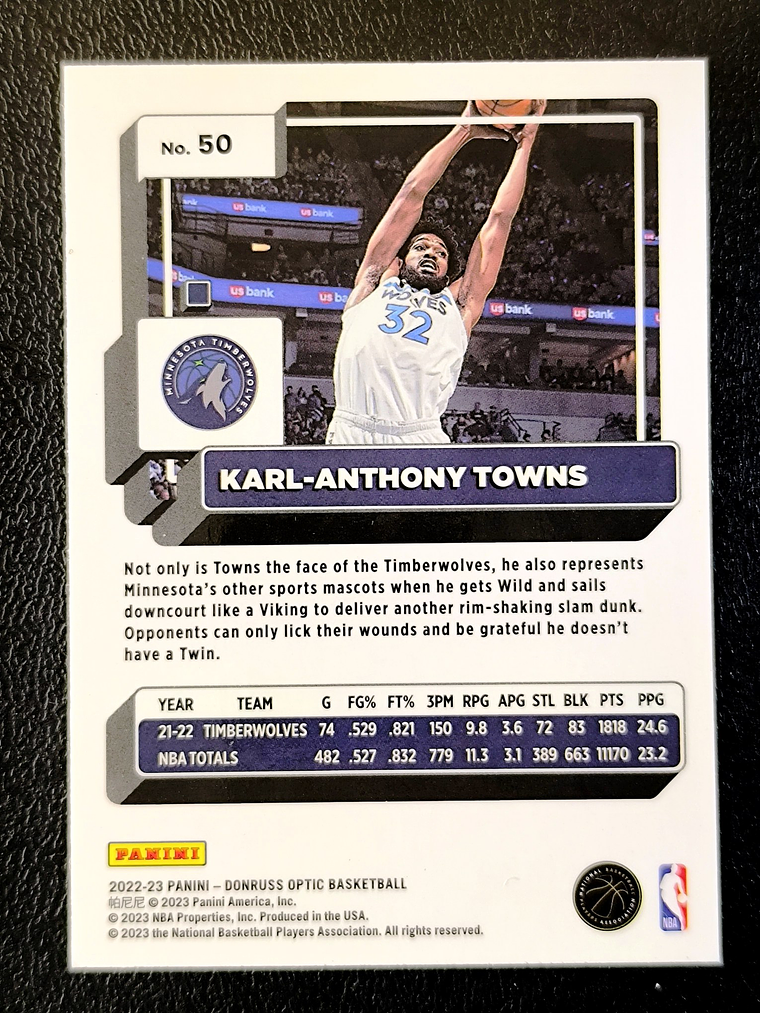 No. 50
us bank
us bank
us bank
us bank
us bank
us bank
WOLVES
32
MINNESOTA TIMBERWOLVES
KARL-ANTHONY TOWNS
Not only is Towns the face of the Timberwolves, he also represents
Minnesota's other sports mascots when he gets Wild and sails
downcourt like a Viking to deliver another rim-shaking slam dunk.
Opponents can only lick their wounds and be grateful he doesn't
have a Twin.
YEAR TEAM G FG% FT% 3PM RPG APG STL BLK PTS PPG
21-22 TIMBERWOLVES 74 .529 .821 150 9.8 3.6 72 83 1818 24.6
NBA TOTALS 482 .527 .832 779 11.3 3.1 389 663 11170 23.2
PANINI
2022-23 PANINI – DONRUSS OPTIC BASKETBALL
帕尼尼 © 2023 Panini America, Inc.
© 2023 NBA Properties, Inc. Produced in the USA.
© 2023 the National Basketball Players Association. All rights reserved.
NATIONAL BASKETBALL PLAYERS ASSOCIATION
NBA